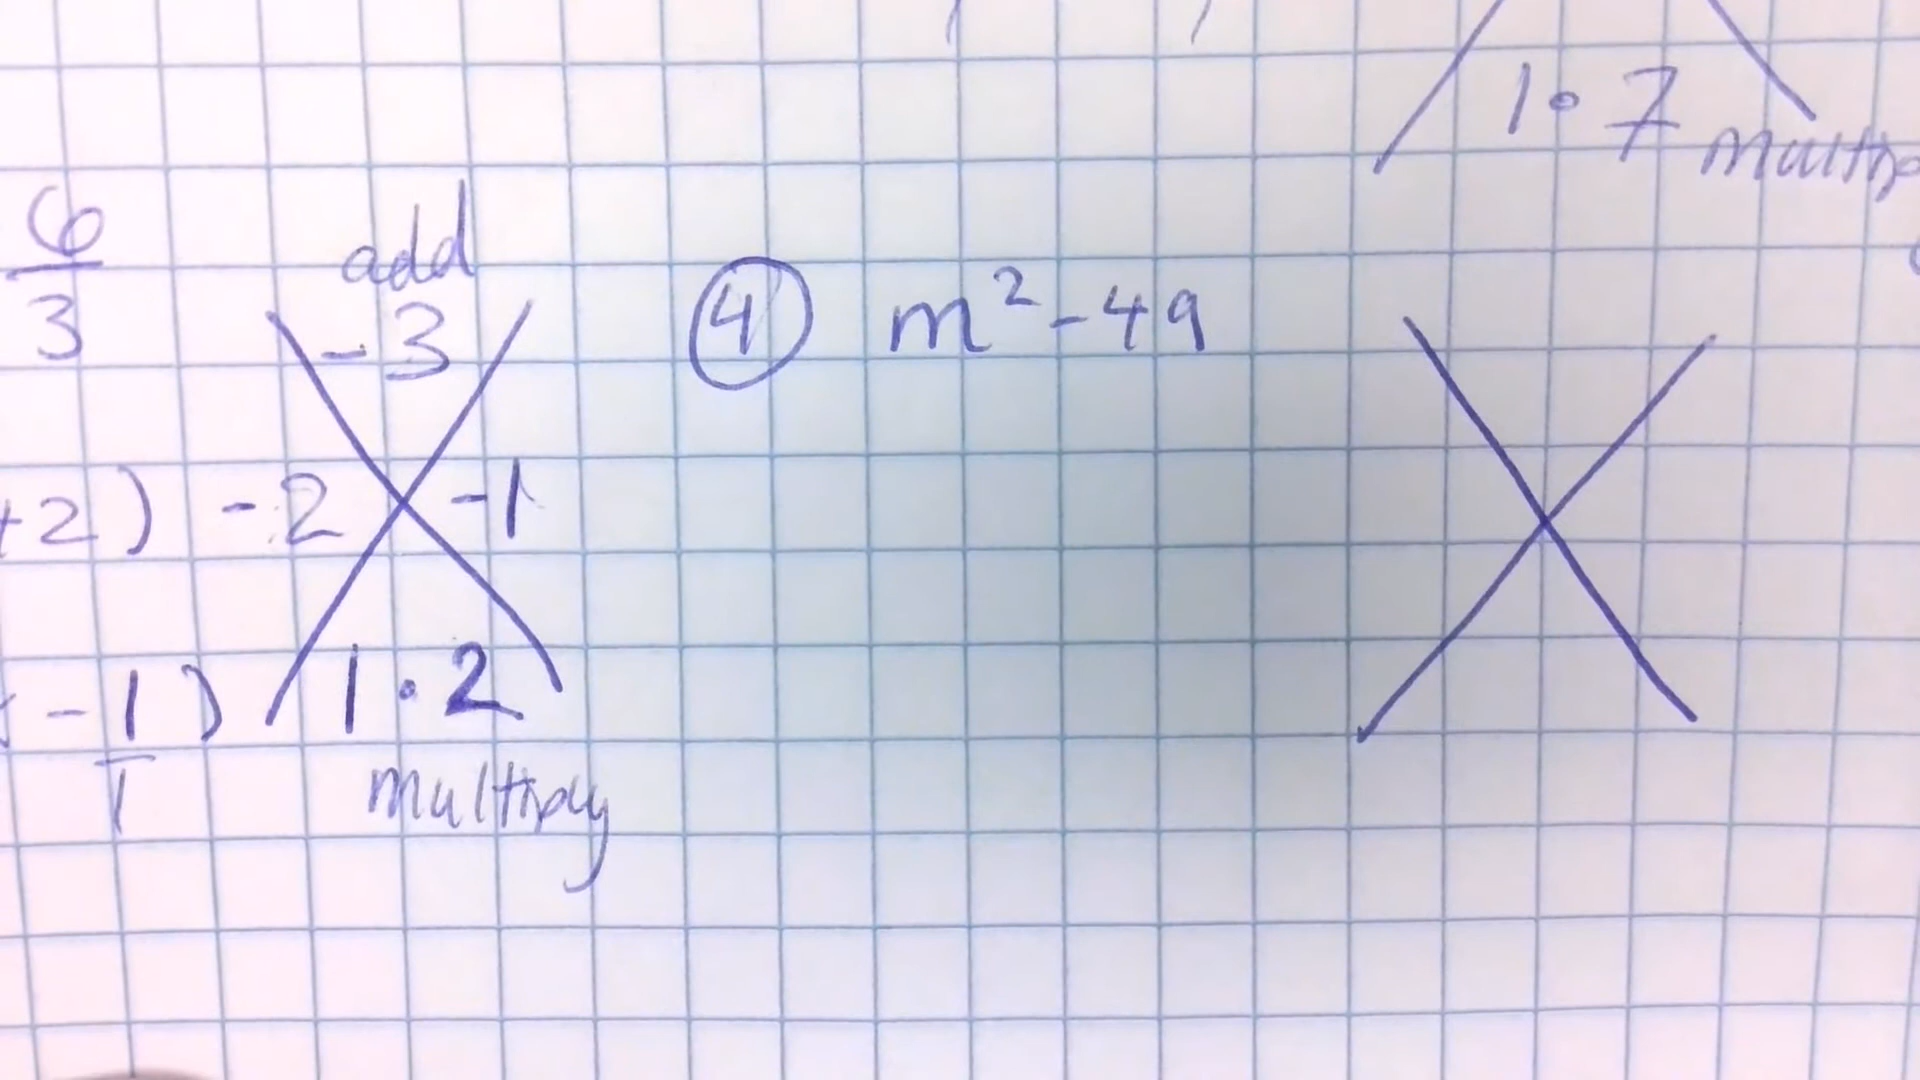 1 • 7
multip
6
3
add
-3
④ m² - 49
+2) -2 -1
-1) 1 • 2
1
multiply